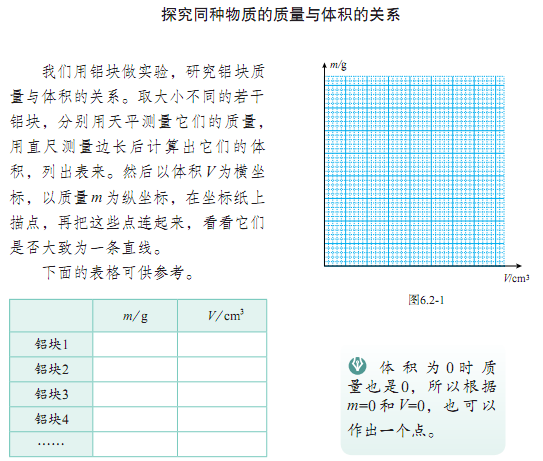 探究同种物质的质量与体积的关系
我们用铝块做实验，研究铝块质
量与体积的关系。取大小不同的若干
铝块，分别用天平测量它们的质量，
用直尺测量边长后计算出它们的体
积，列出表来。然后以体积V为横坐
标，以质量m为纵坐标，在坐标纸上
描点，再把这些点连起来，看看它们
是否大致为一条直线。
下面的表格可供参考。
m/g V/cm³
铝块1
铝块2
铝块3
铝块4
……
m/g
V/cm³
图6.2-1
体积为0时质
量也是0，所以根据
m=0和V=0，也可以
作出一个点。